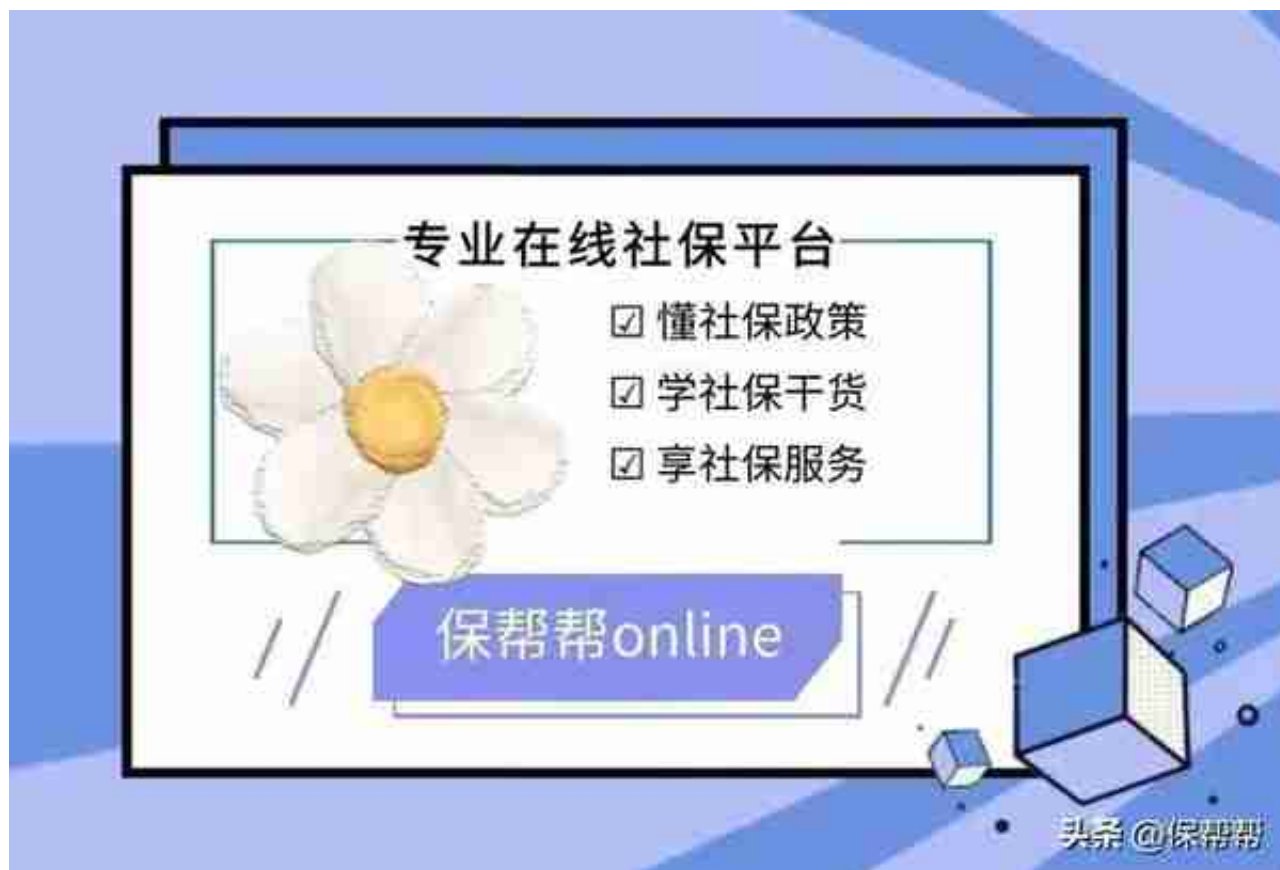 专业在线社保平台
☑ 懂社保政策
☑ 学社保干货
☑ 享社保服务
保帮帮online
头条 @保帮帮